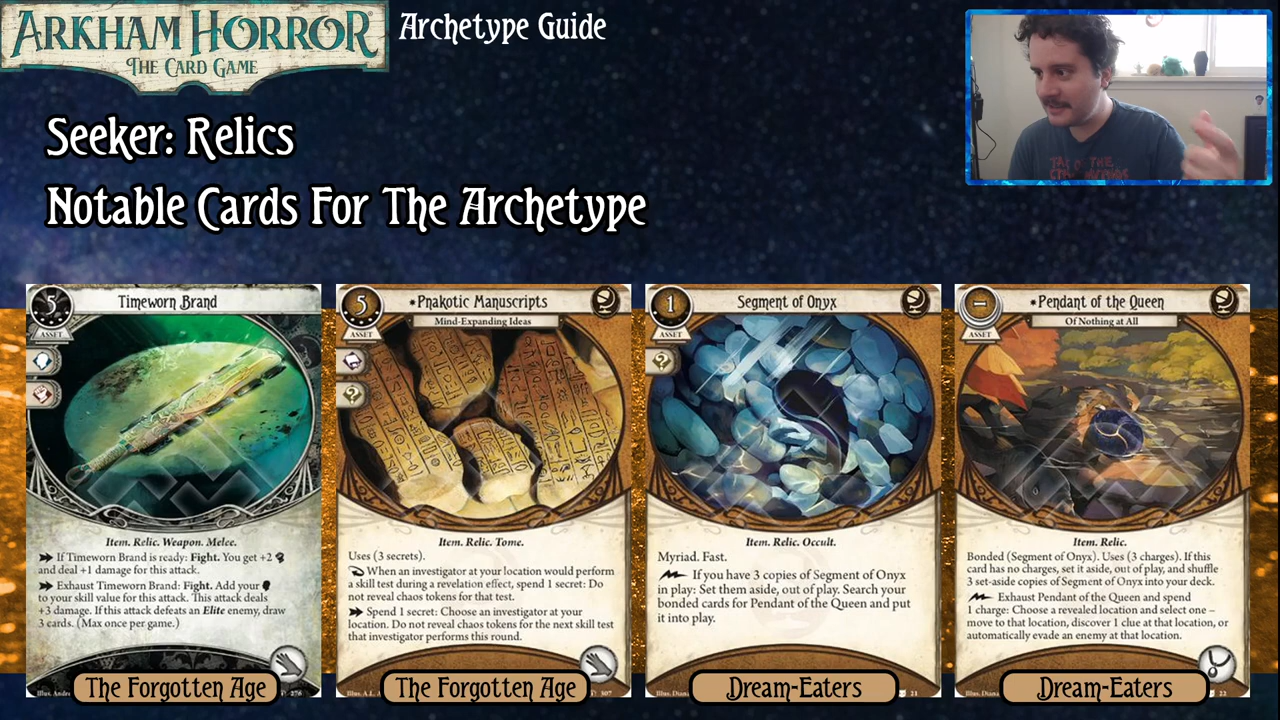 ARKHAM HORROR
THE CARD GAME
Archetype Guide
Seeker: Relics
Notable Cards For The Archetype
5
Timeworn Brand
ASSET
Item. Relic. Weapon. Melee.
If Timeworn Brand is ready: Fight. You get +2
and deal +1 damage for this attack.
Exhaust Timeworn Brand: Fight. Add your
to your skill value for this attack. This attack deals
+3 damage. If this attack defeats an Elite enemy, draw
3 cards. (Max once per game.)
The Forgotten Age
276
5
Pnakotic Manuscripts
Mind-Expanding Ideas
ASSET
Item. Relic. Tome.
Uses (3 secrets).
When an investigator at your location would perform
a skill test during a revelation effect, spend 1 secret: Do
not reveal chaos tokens for that test.
Spend 1 secret: Choose an investigator at your
location. Do not reveal chaos tokens for the next skill test
that investigator performs this round.
The Forgotten Age
307
1
Segment of Onyx
ASSET
Item. Relic. Occult.
Myriad. Fast.
If you have 3 copies of Segment of Onyx
in play: Set them aside, out of play. Search your
bonded cards for Pendant of the Queen and put
it into play.
Dream-Eaters
21
–
Pendant of the Queen
Of Nothing at All
ASSET
Item. Relic.
Bonded (Segment of Onyx). Uses (3 charges). If this
card has no charges, set it aside, out of play, and shuffle
3 set-aside copies of Segment of Onyx into your deck.
Exhaust Pendant of the Queen and spend
1 charge: Choose a revealed location and select one –
move to that location, discover 1 clue at that location, or
automatically evade an enemy at that location.
Dream-Eaters
22